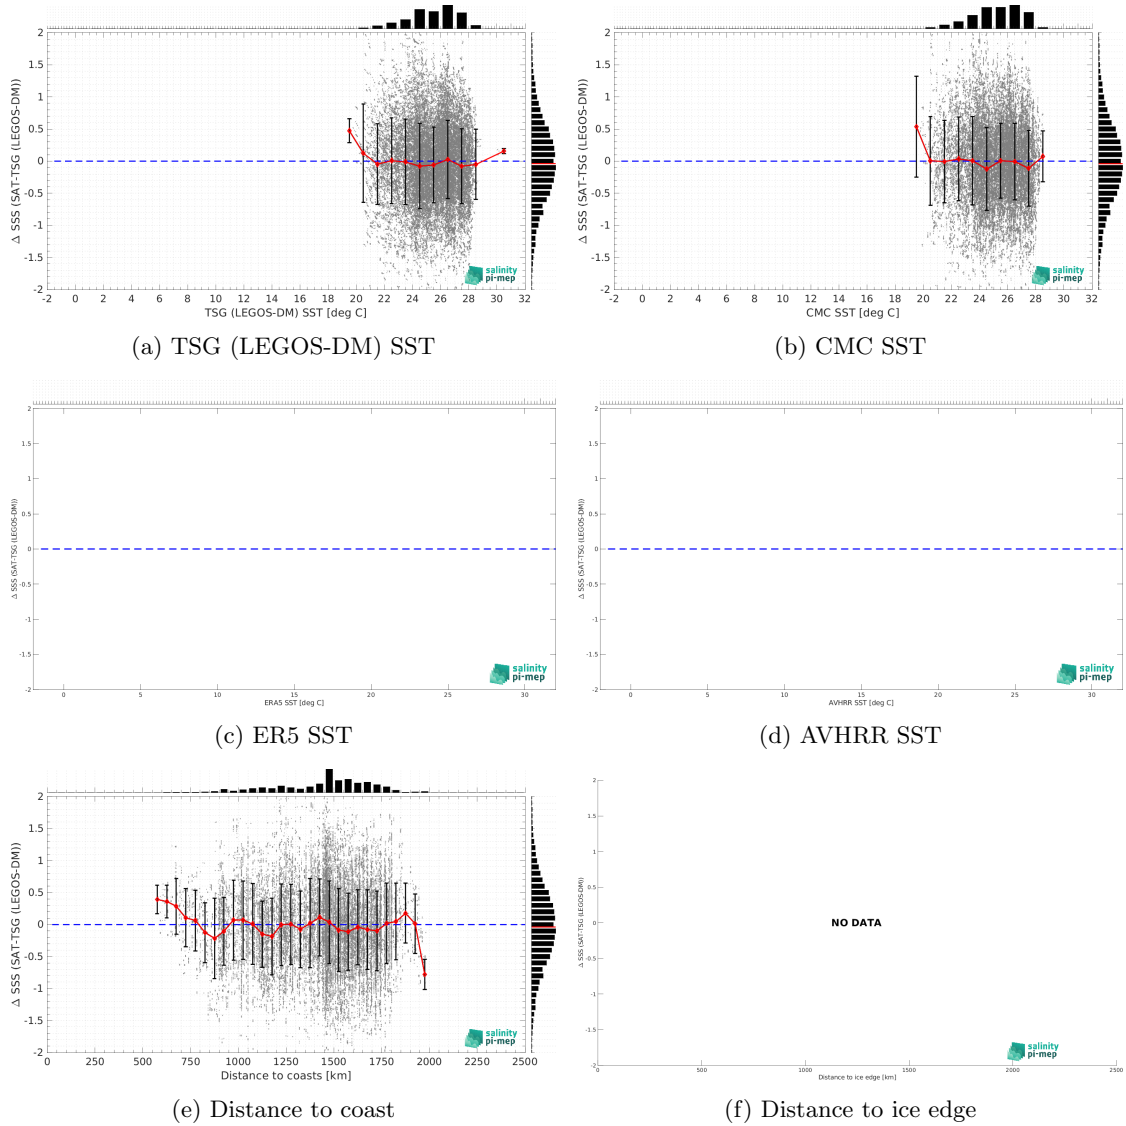 Δ SSS (SAT-TSG (LEGOS-DM))
2
1.5
1
0.5
0
-0.5
-1
-1.5
-2
-2 0 2 4 6 8 10 12 14 16 18 20 22 24 26 28 30 32
TSG (LEGOS-DM) SST [deg C]
salinity
pi-mep
(a) TSG (LEGOS-DM) SST
Δ SSS (SAT-TSG (LEGOS-DM))
2
1.5
1
0.5
0
-0.5
-1
-1.5
-2
-2 0 2 4 6 8 10 12 14 16 18 20 22 24 26 28 30 32
CMC SST [deg C]
salinity
pi-mep
(b) CMC SST
Δ SSS (SAT-TSG (LEGOS-DM))
2
1.5
1
0.5
0
-0.5
-1
-1.5
-2
0 5 10 15 20 25 30
ERA5 SST [deg C]
salinity
pi-mep
(c) ER5 SST
Δ SSS (SAT-TSG (LEGOS-DM))
2
1.5
1
0.5
0
-0.5
-1
-1.5
-2
0 5 10 15 20 25 30
AVHRR SST [deg C]
salinity
pi-mep
(d) AVHRR SST
Δ SSS (SAT-TSG (LEGOS-DM))
2
1.5
1
0.5
0
-0.5
-1
-1.5
-2
0 250 500 750 1000 1250 1500 1750 2000 2250 2500
Distance to coasts [km]
salinity
pi-mep
(e) Distance to coast
Δ SSS (SAT-TSG (LEGOS-DM))
2
1.5
1
0.5
0
-0.5
-1
-1.5
-2
NO DATA
0 500 1000 1500 2000 2500
Distance to ice edge [km]
salinity
pi-mep
(f) Distance to ice edge